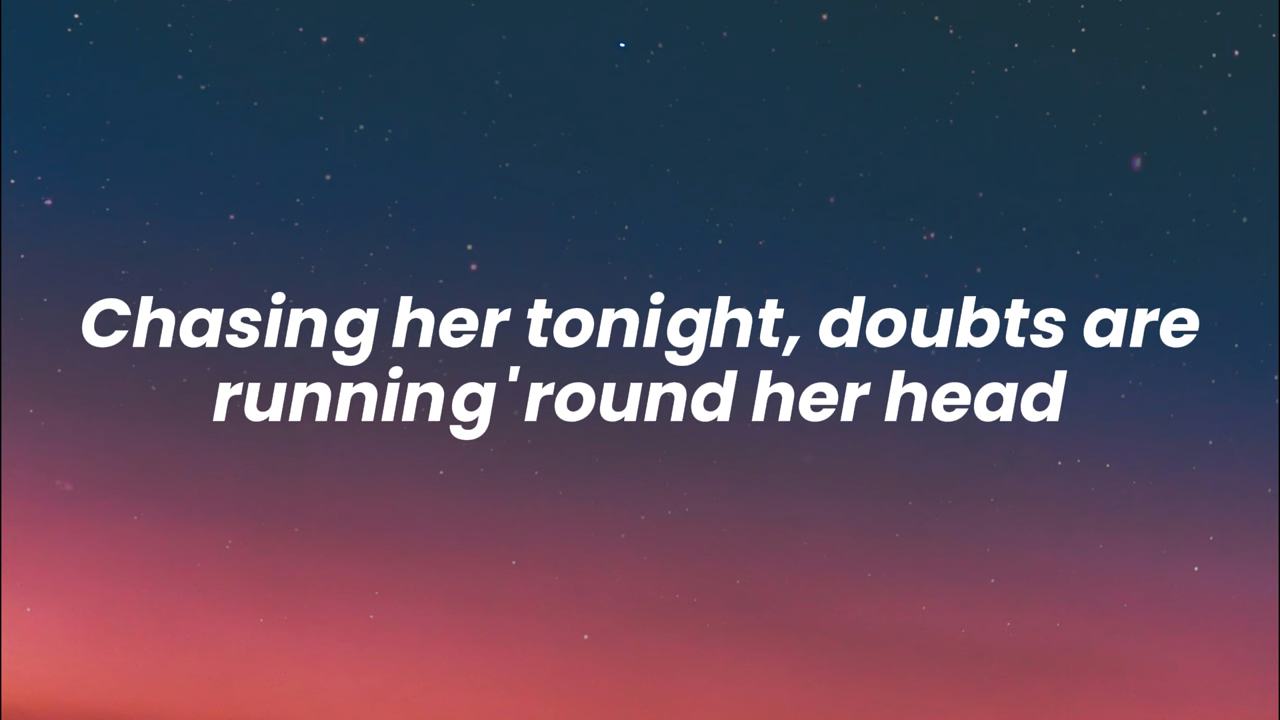 Chasing her tonight, doubts are
running 'round her head